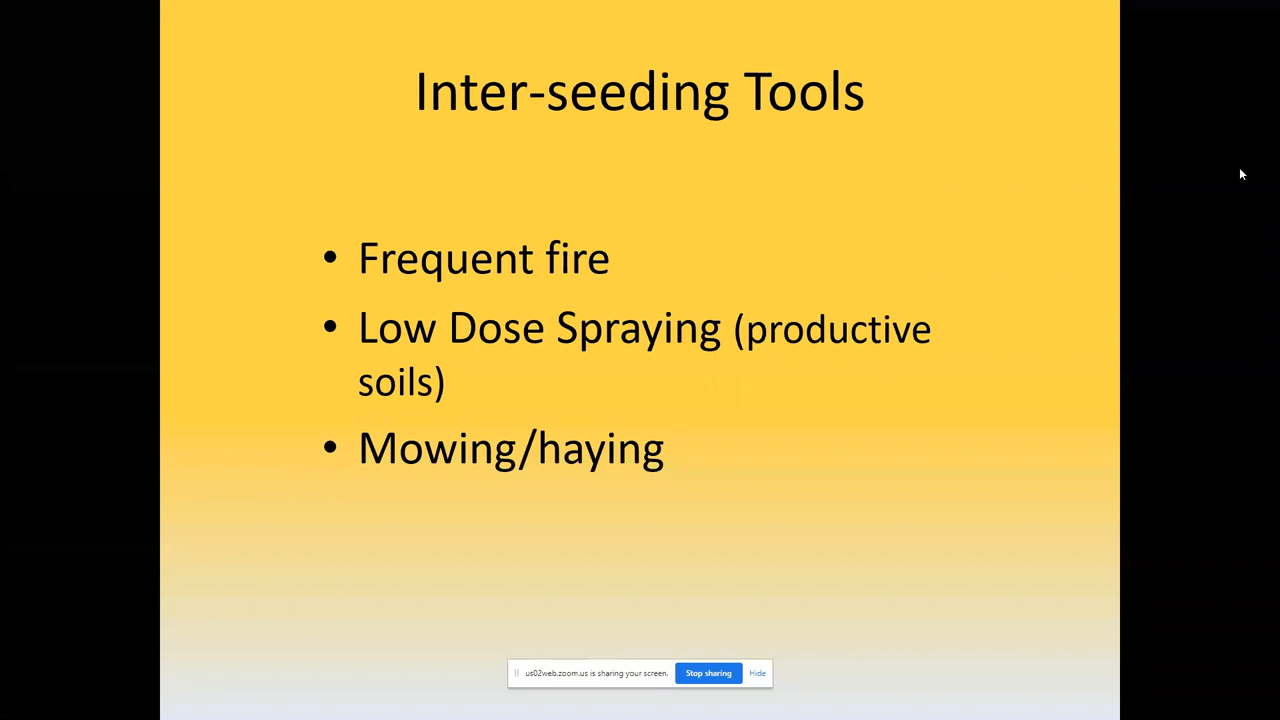 Inter-seeding Tools
• Frequent fire
• Low Dose Spraying (productive
soils)
• Mowing/haying
us02web.zoom.us is sharing your screen. Stop sharing Hide